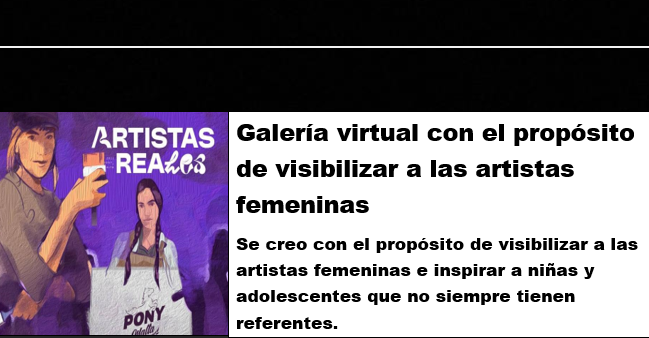 ARTISTAS
REALES
PONY
Malta
Galería virtual con el propósito
de visibilizar a las artistas
femeninas
Se creo con el propósito de visibilizar a las
artistas femeninas e inspirar a niñas y
adolescentes que no siempre tienen
referentes.